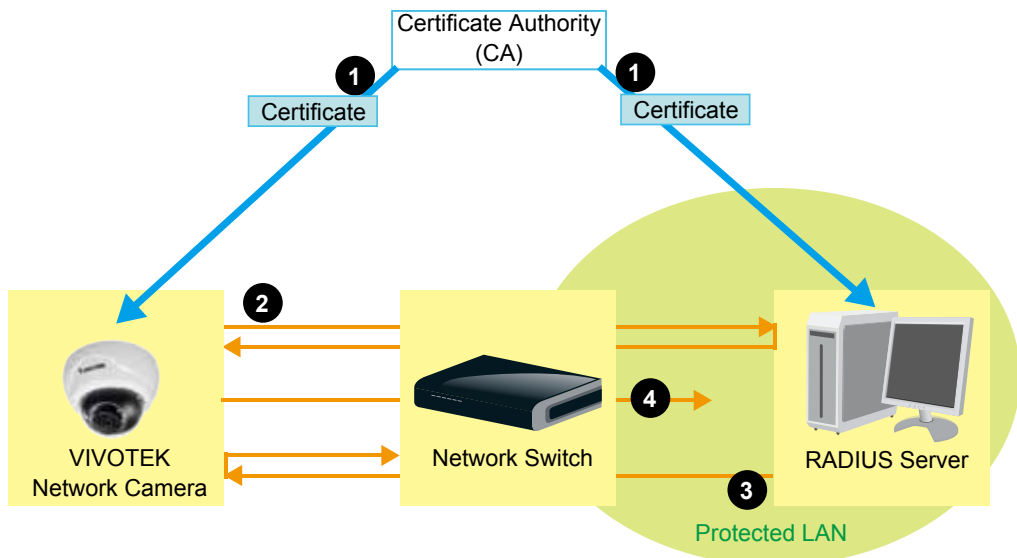 Certificate Authority
(CA)
1
1
Certificate
Certificate
2
4
VIVOTEK
Network Camera
Network Switch
RADIUS Server
3
Protected LAN